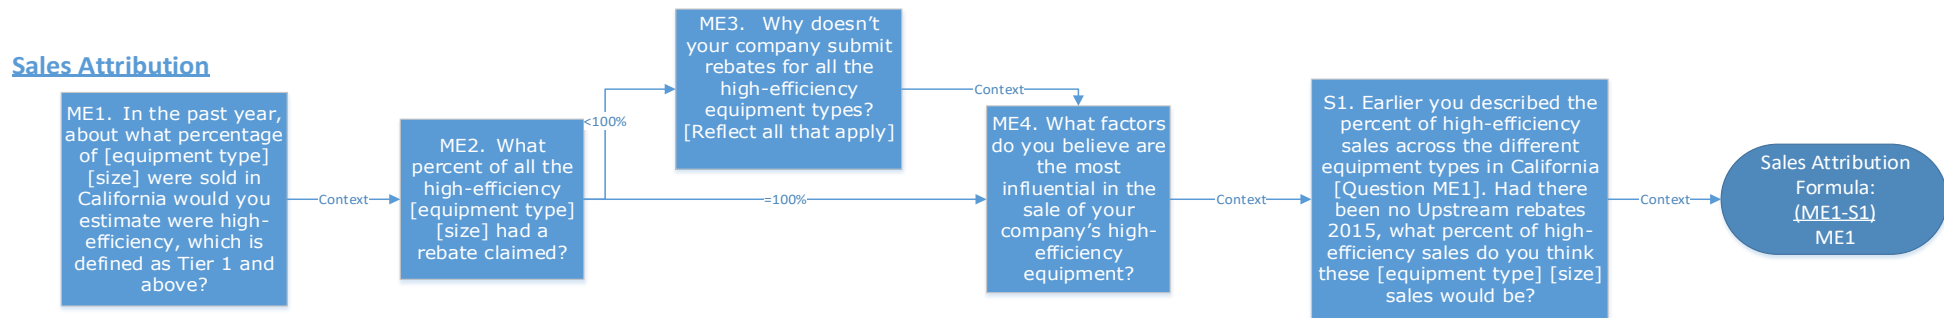 Sales Attribution
ME1. In the past year,
about what percentage
of [equipment type]
[size] were sold in
California would you
estimate were high-
efficiency, which is
defined as Tier 1 and
above?
Context
ME2. What
percent of all the
high-efficiency
[equipment type]
[size] had a
rebate claimed?
<100%
ME3. Why doesn't
your company submit
rebates for all the
high-efficiency
equipment types?
[Reflect all that apply]
Context
=100%
ME4. What factors
do you believe are
the most
influential in the
sale of your
company's high-
efficiency
equipment?
Context
S1. Earlier you described the
percent of high-efficiency
sales across the different
equipment types in California
[Question ME1]. Had there
been no Upstream rebates
2015, what percent of high-
efficiency sales do you think
these [equipment type] [size]
sales would be?
Context
Sales Attribution
Formula:
(ME1-S1)
ME1